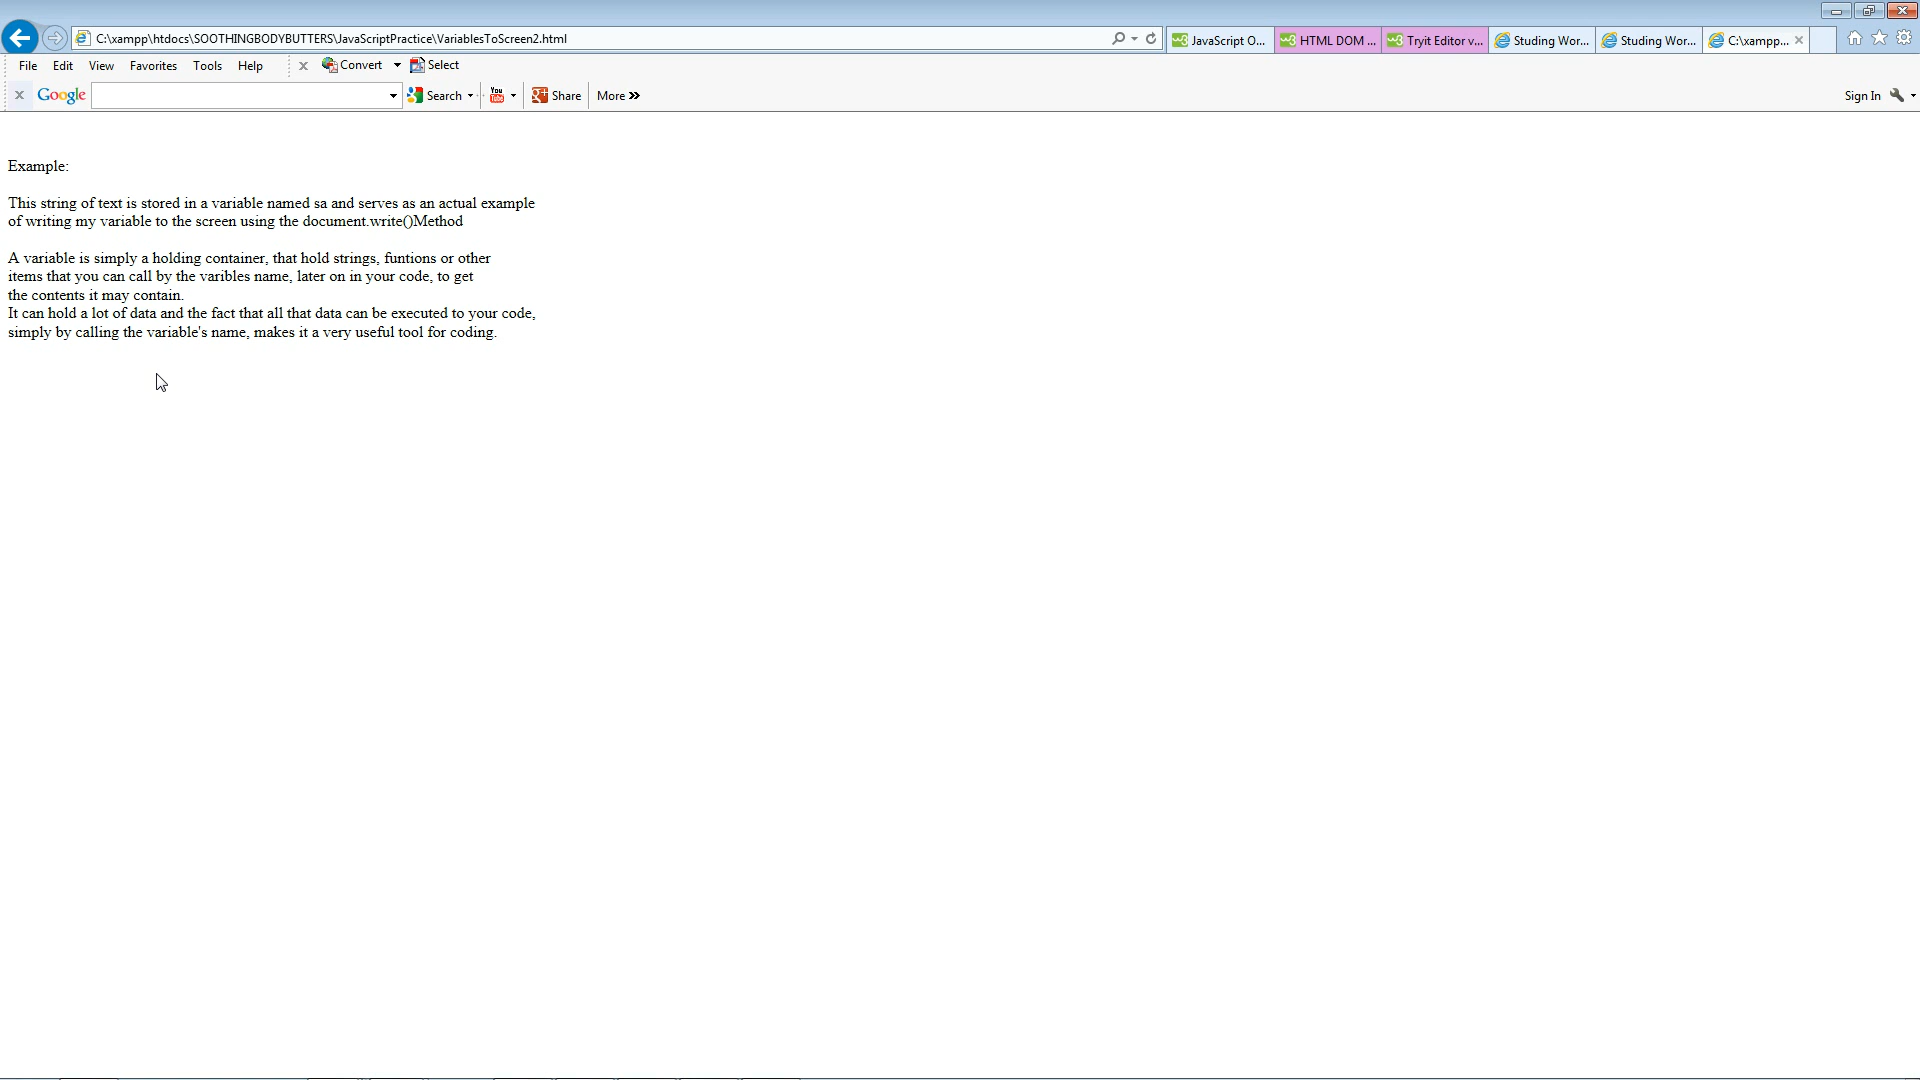 C:\xampp\htdocs\SOOTHINGBODYBUTTERS\JavaScriptPractice\VariablesToScreen2.html
JavaScript O... HTML DOM ... Tryit Editor v... Studing Wor... Studing Wor... C:\xampp...
File Edit View Favorites Tools Help Convert Select
Google Search You Tube Share More Sign In
Example:
This string of text is stored in a variable named sa and serves as an actual example
of writing my variable to the screen using the document.write()Method
A variable is simply a holding container, that hold strings, funtions or other
items that you can call by the varibles name, later on in your code, to get
the contents it may contain.
It can hold a lot of data and the fact that all that data can be executed to your code,
simply by calling the variable's name, makes it a very useful tool for coding.